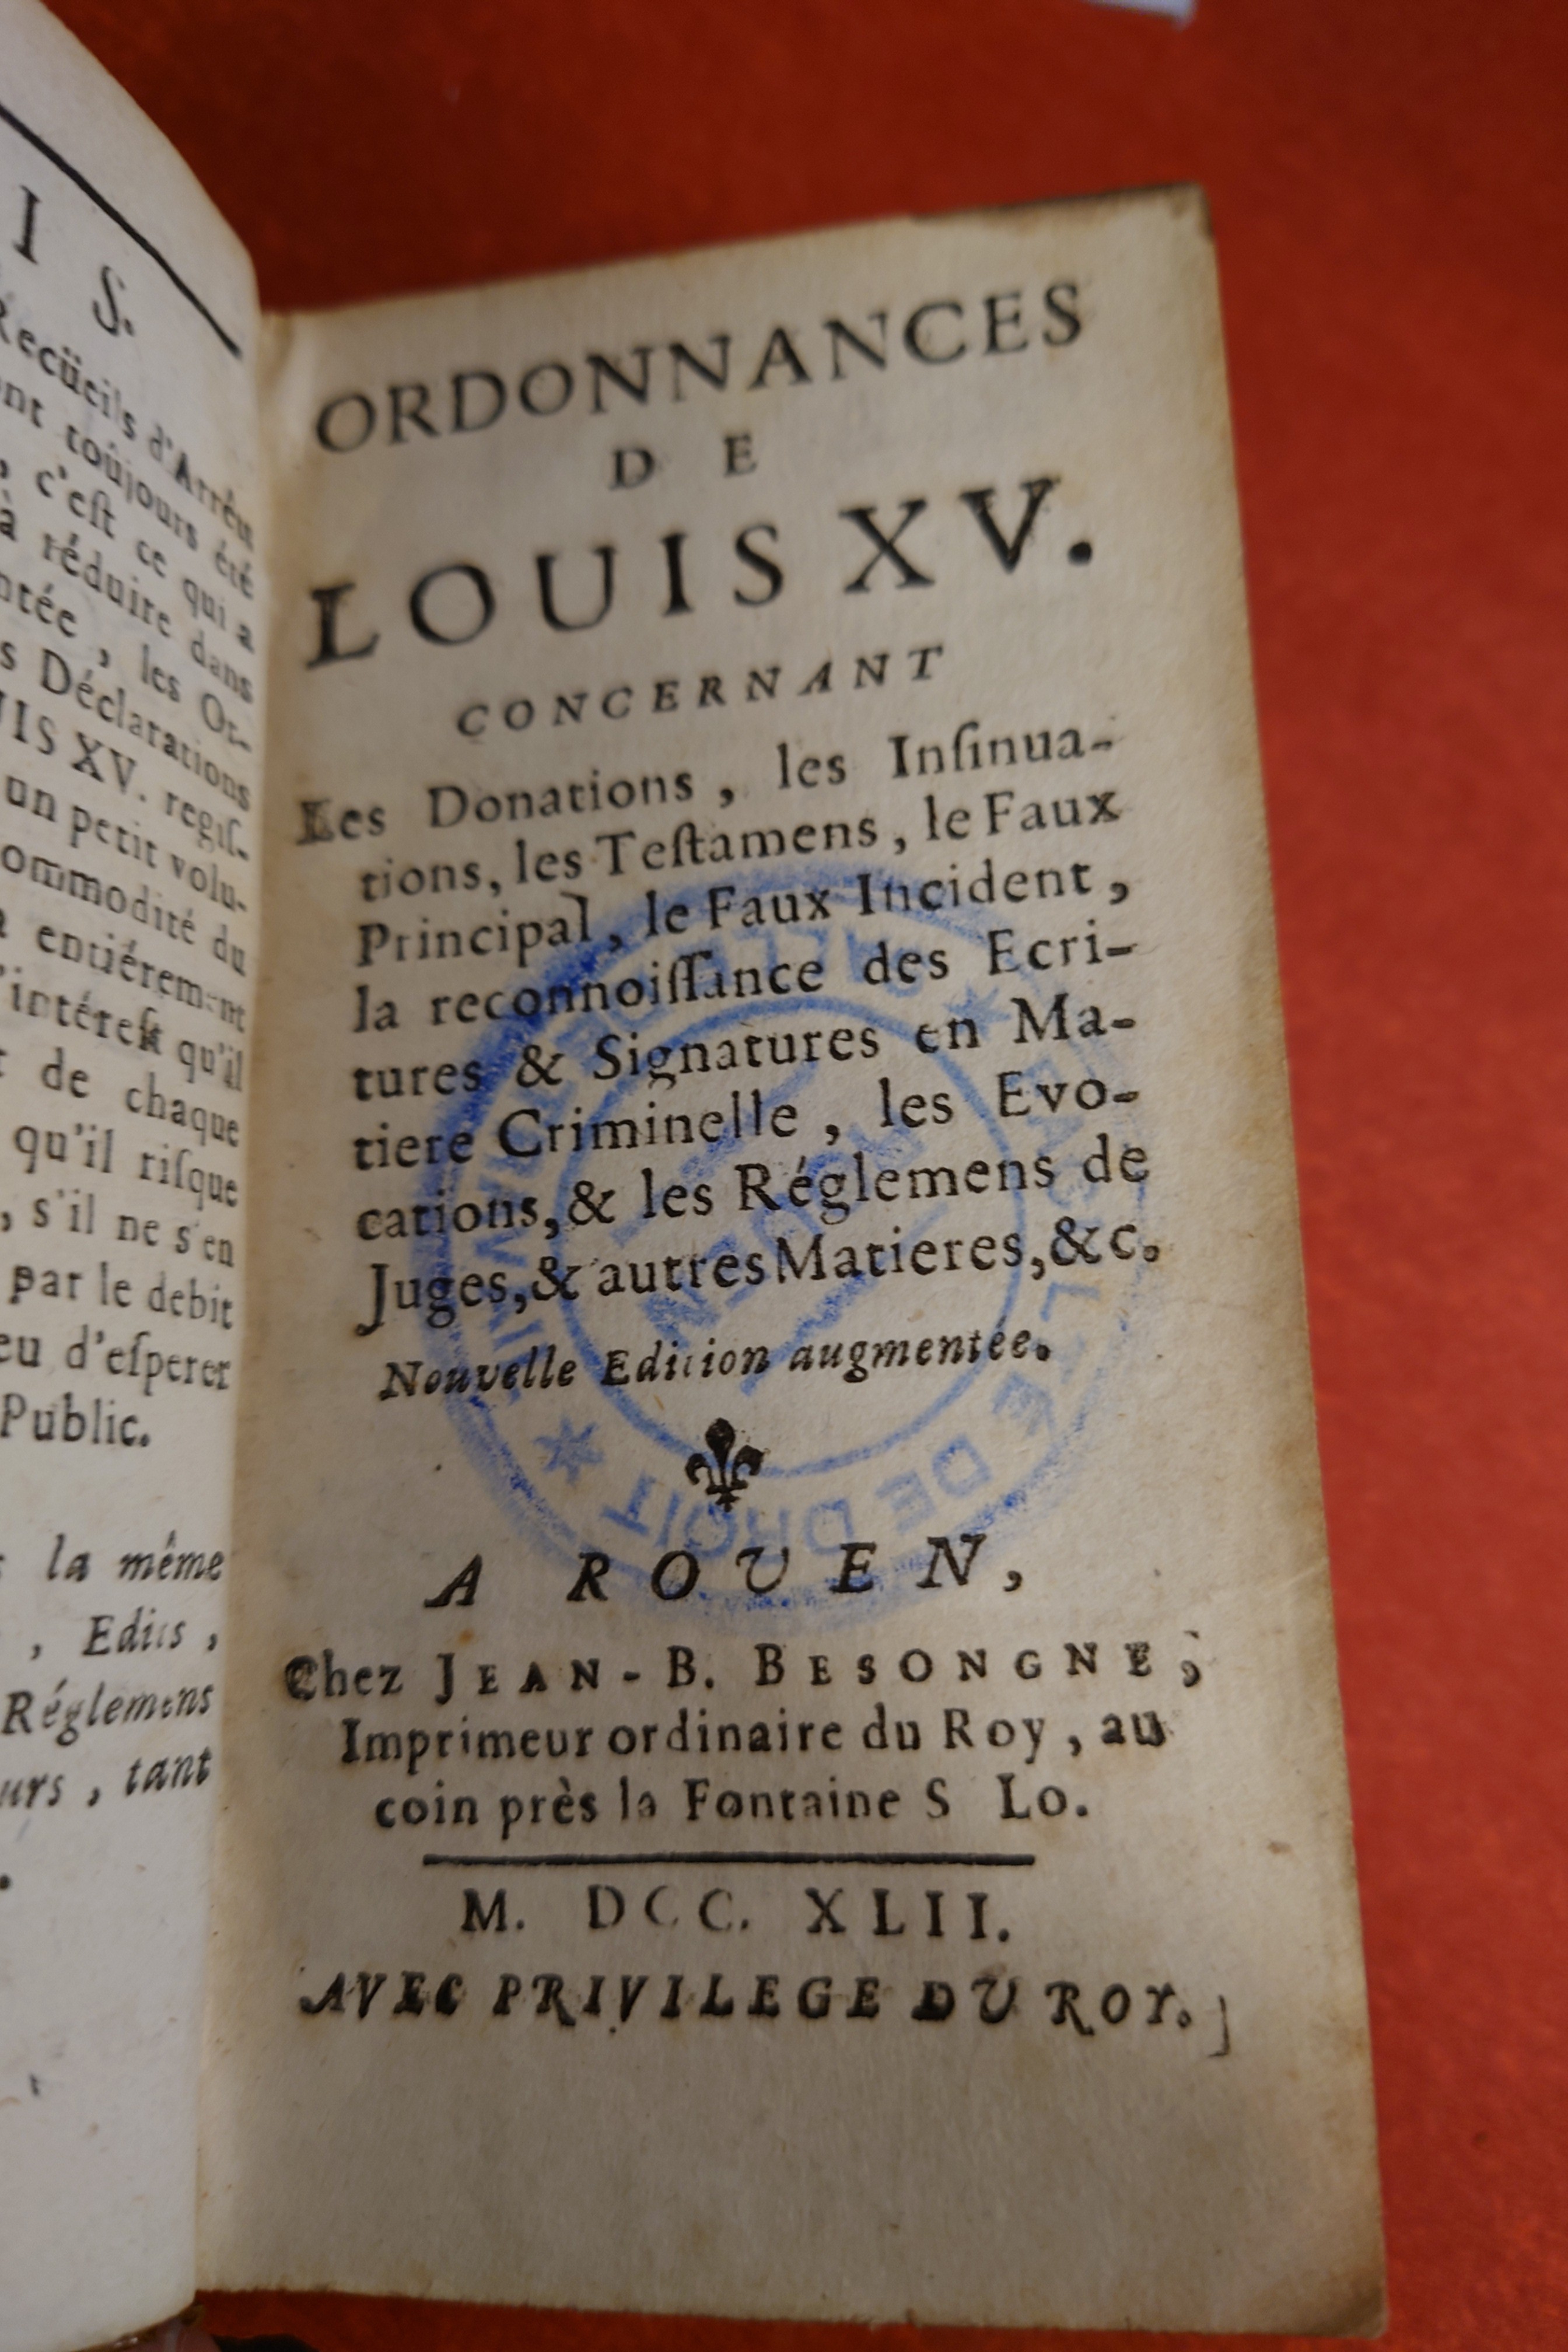 I S.
Recüeils d'Arrêts
toûjours été
, c'eſt ce qui a
à réduire dans
, les Or-
Déclarations
XV. regiſ-
un petit volu-
du
entiérement
qu'il
de chaque
qu'il riſque
, s'il ne s'en
par le debit
d'eſperer
Public.
la même
, Edits,
Réglemens
, tant
ORDONNANCES
DE
LOUIS XV.
CONCERNANT
Les Donations, les Inſinua-
tions, les Teſtamens, le Faux
Principal, le Faux Incident,
la reconnoiſſance des Ecri-
tures & Signatures en Ma-
tiere Criminelle, les Evo-
cations, & les Réglemens de
Juges, & autres Matieres, &c.
Nouvelle Edition augmentée.
A ROUEN,
Chez JEAN-B. BESONGNE,
Imprimeur ordinaire du Roy, au
coin près la Fontaine S Lo.
M. DCC. XLII.
AVEC PRIVILEGE DU ROY.
DE DROIT